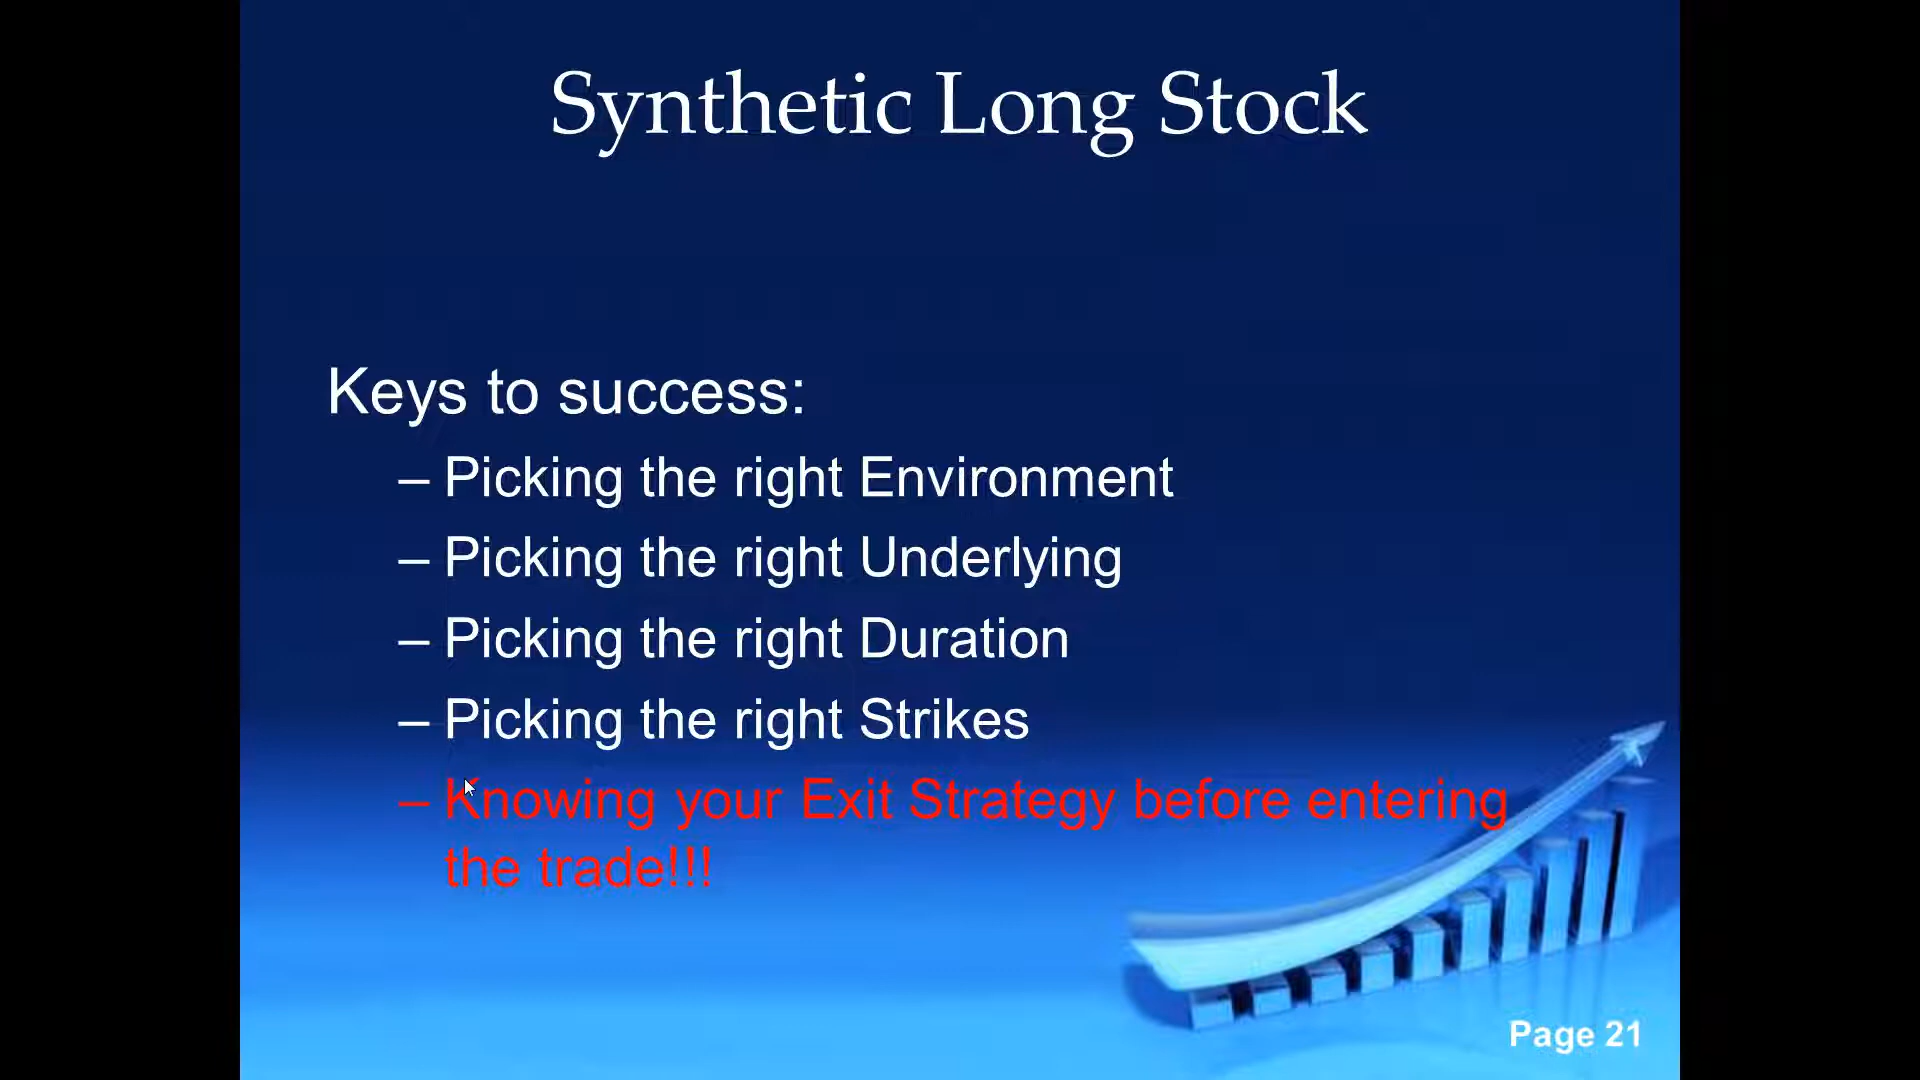 Synthetic Long Stock
Keys to success:
– Picking the right Environment
– Picking the right Underlying
– Picking the right Duration
– Picking the right Strikes
– Knowing your Exit Strategy before entering
the trade!!!
Page 21